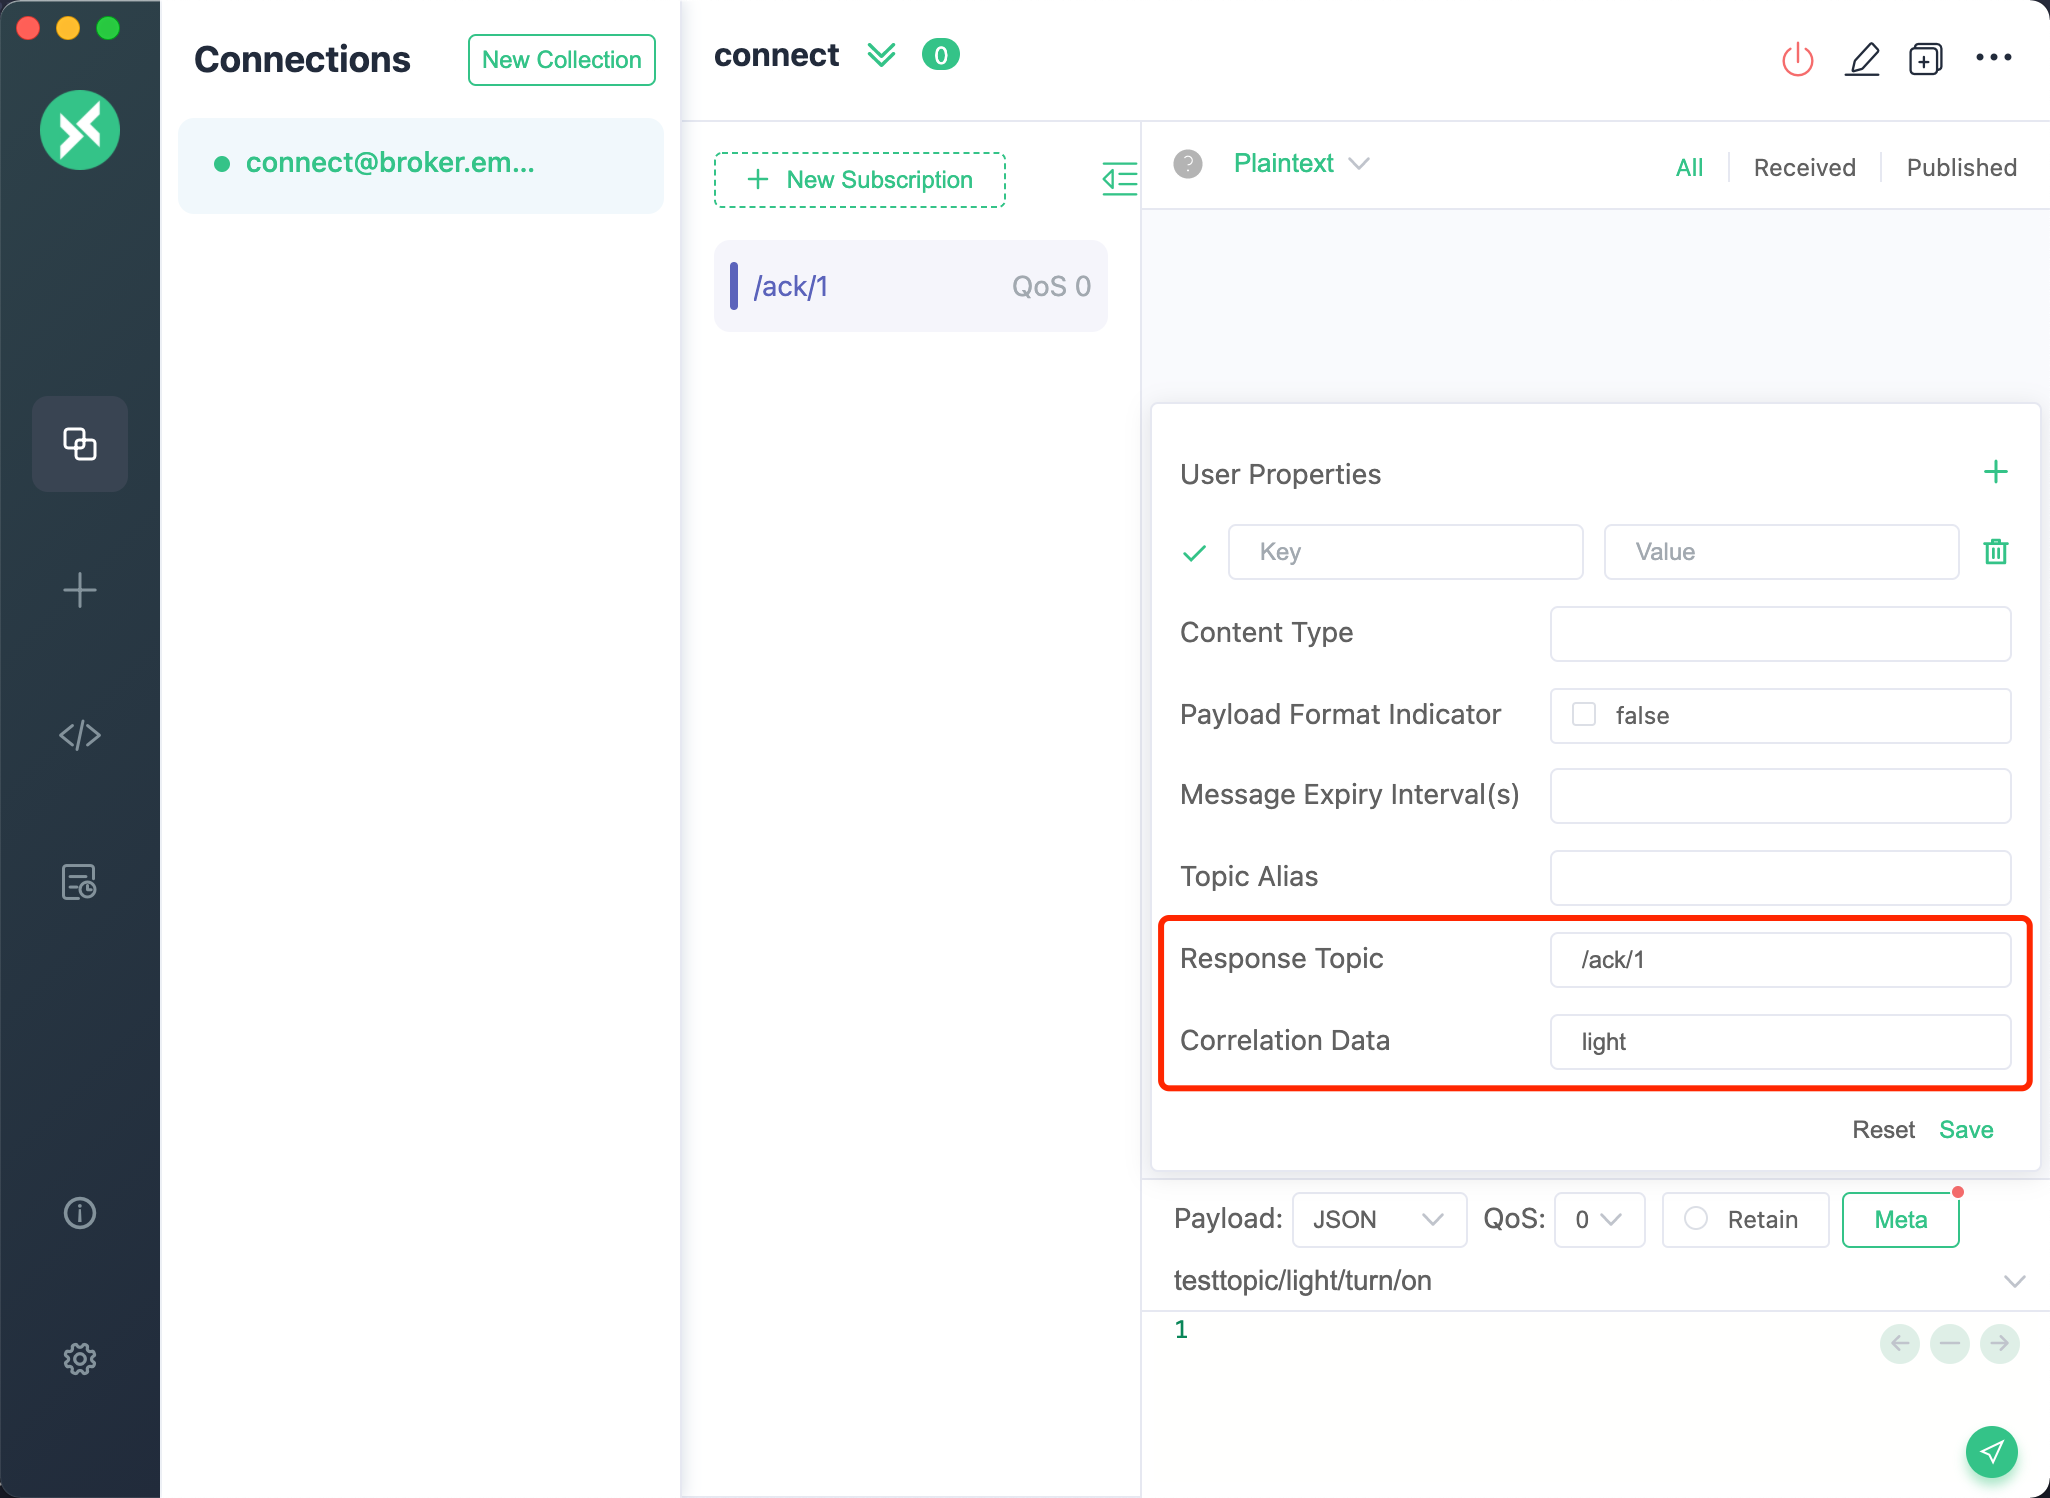 Connections
New Collection
connect@broker.em...
connect
0
New Subscription
/ack/1
QoS 0
Plaintext
All
Received
Published
User Properties
Key
Value
Content Type
Payload Format Indicator
false
Message Expiry Interval(s)
Topic Alias
Response Topic
/ack/1
Correlation Data
light
Reset
Save
Payload:
JSON
QoS:
0
Retain
Meta
testtopic/light/turn/on
1